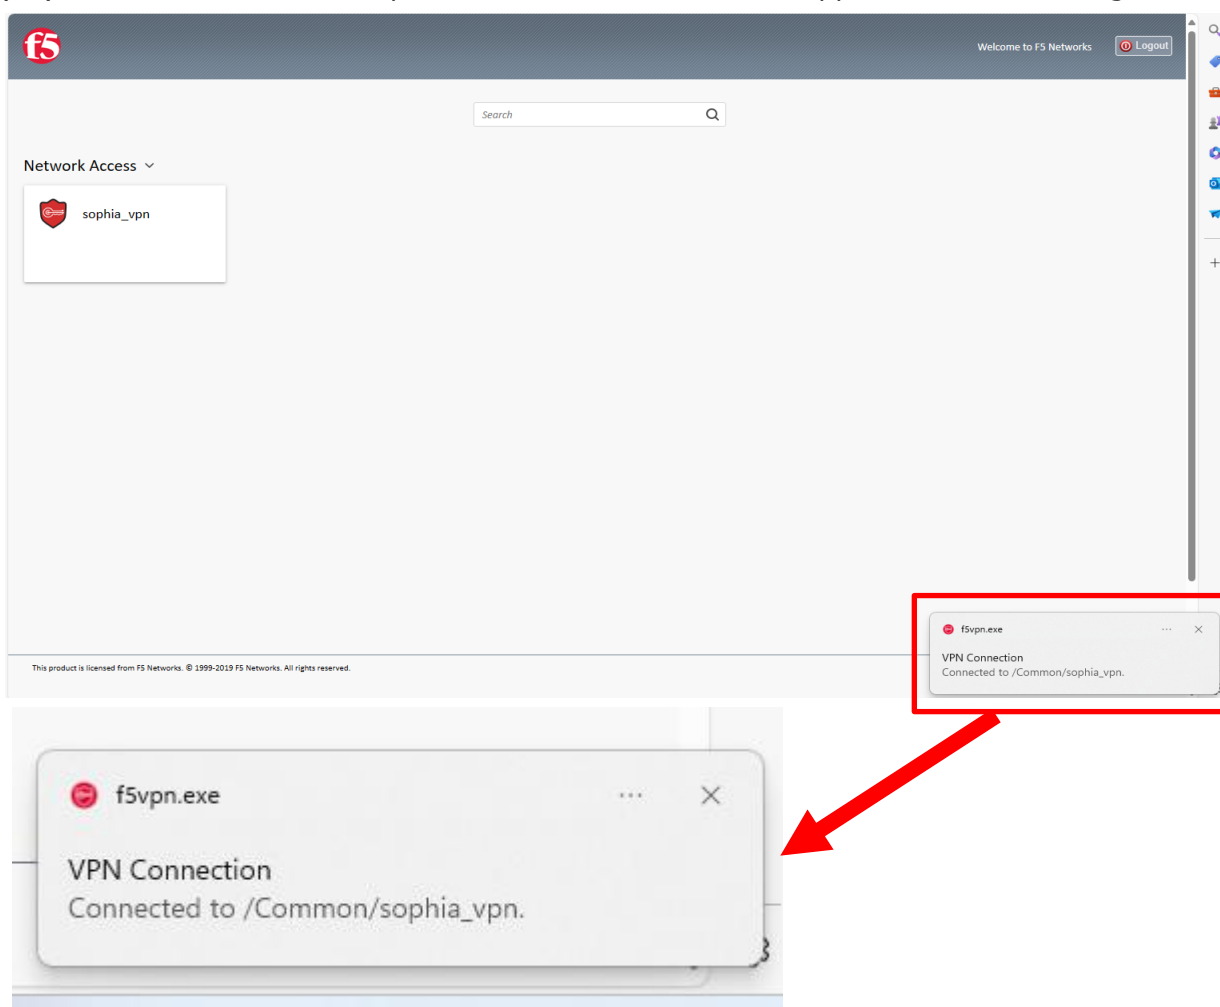 f5
Welcome to F5 Networks
Logout
Search
Network Access
sophia_vpn
f5vpn.exe
VPN Connection
Connected to /Common/sophia_vpn.
This product is licensed from F5 Networks. © 1999-2019 F5 Networks. All rights reserved.
f5vpn.exe
VPN Connection
Connected to /Common/sophia_vpn.